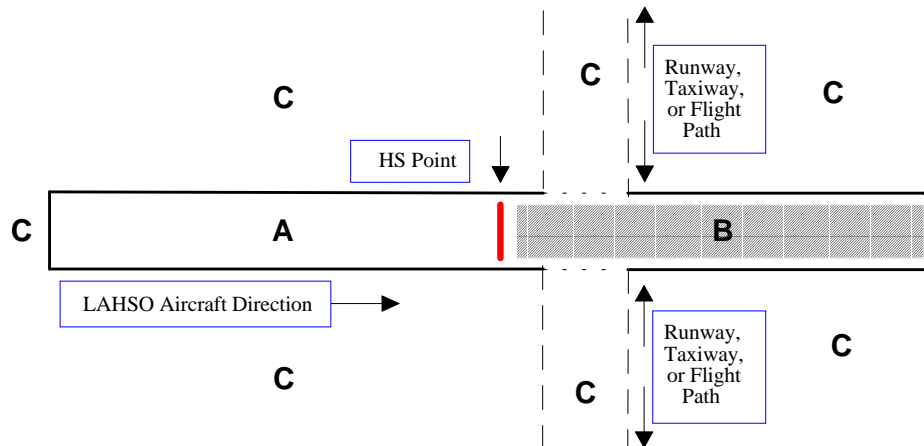 C
C
C
Runway,
Taxiway,
or Flight
Path
HS Point
C
A
B
LAHSO Aircraft Direction
C
C
Runway,
Taxiway,
or Flight
Path
C